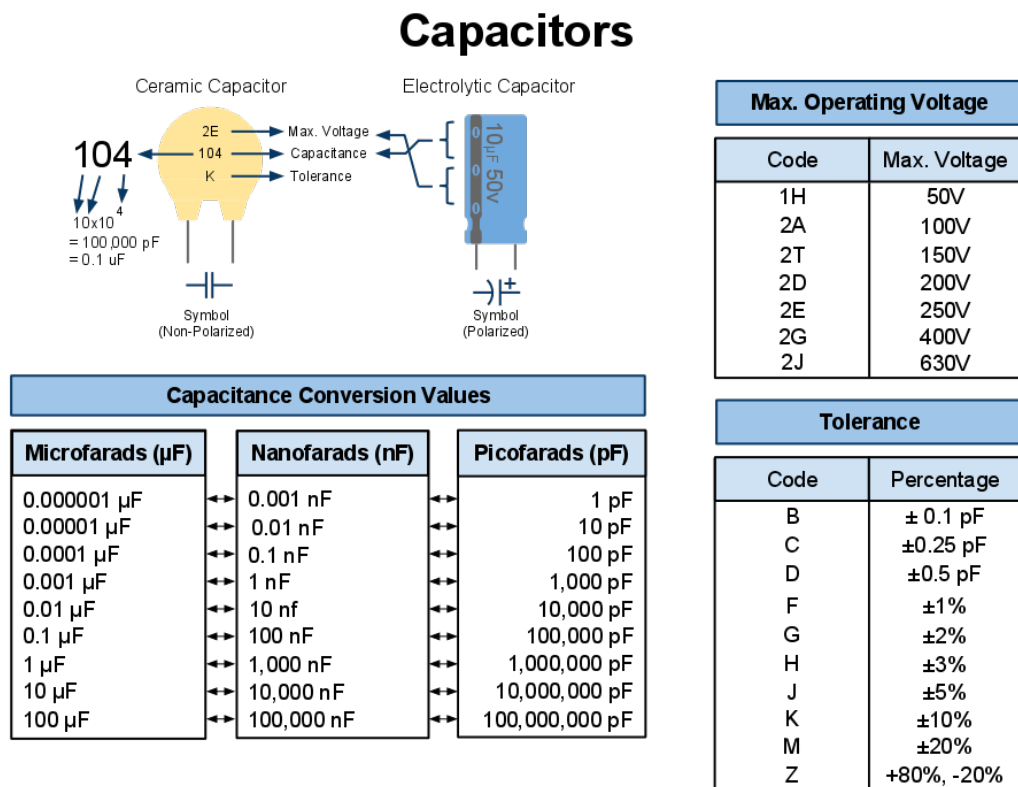 Capacitors
Ceramic Capacitor
Electrolytic Capacitor
2E
Max. Voltage
104
104
Capacitance
K
Tolerance
10x10
4
= 100,000 pF
= 0.1 uF
10µF 50v
Symbol
(Non-Polarized)
+
Symbol
(Polarized)
Max. Operating Voltage
Code Max. Voltage
1H 50V
2A 100V
2T 150V
2D 200V
2E 250V
2G 400V
2J 630V
Capacitance Conversion Values
Microfarads (µF) Nanofarads (nF) Picofarads (pF)
0.000001 µF 0.001 nF 1 pF
0.00001 µF 0.01 nF 10 pF
0.0001 µF 0.1 nF 100 pF
0.001 µF 1 nF 1,000 pF
0.01 µF 10 nf 10,000 pF
0.1 µF 100 nF 100,000 pF
1 µF 1,000 nF 1,000,000 pF
10 µF 10,000 nF 10,000,000 pF
100 µF 100,000 nF 100,000,000 pF
Tolerance
Code Percentage
B ± 0.1 pF
C ±0.25 pF
D ±0.5 pF
F ±1%
G ±2%
H ±3%
J ±5%
K ±10%
M ±20%
Z +80%, -20%